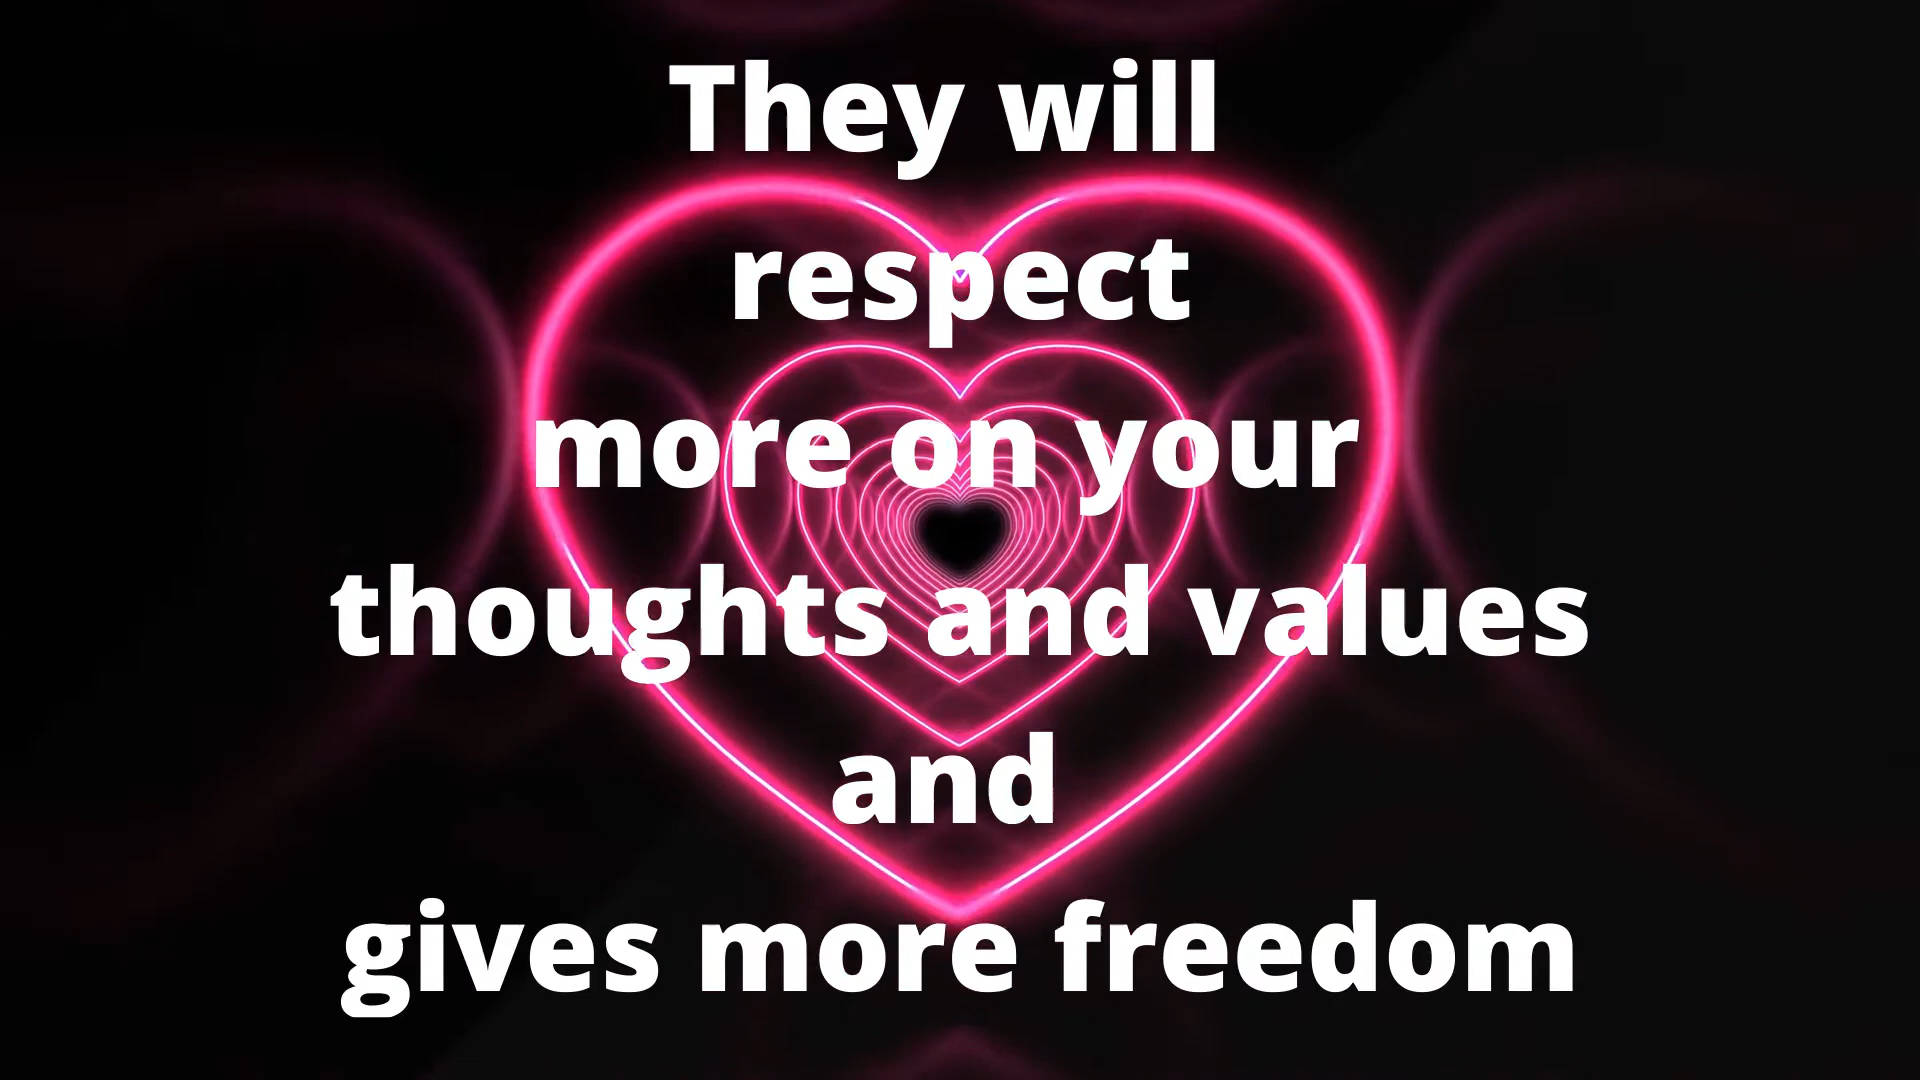 They will
respect
more on your
thoughts and values
and
gives more freedom